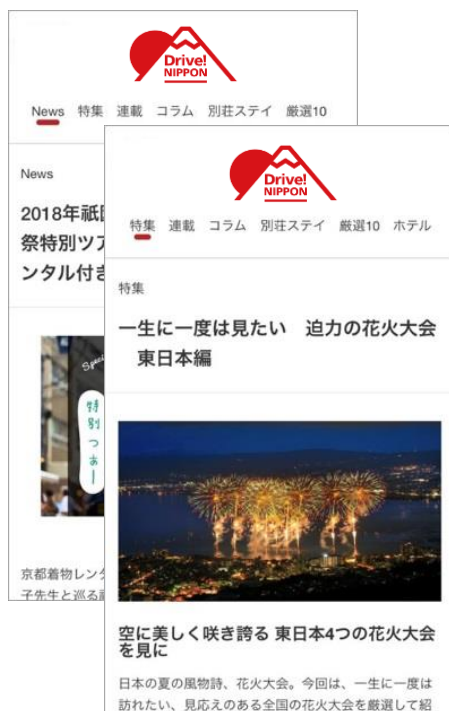 Drive!
NIPPON
News 特集 連載 コラム 別荘ステイ 厳選10
News
2018年祇
祭特別ツ
ンタル付き
特別つあー
京都着物レン
子先生と巡る
Drive!
NIPPON
特集 連載 コラム 別荘ステイ 厳選10 ホテル
特集
一生に一度は見たい 迫力の花火大会
東日本編
空に美しく咲き誇る 東日本4つの花火大会
を見に
日本の夏の風物詩、花火大会。今回は、一生に一度は
訪れたい、見応えのある全国の花火大会を厳選して紹